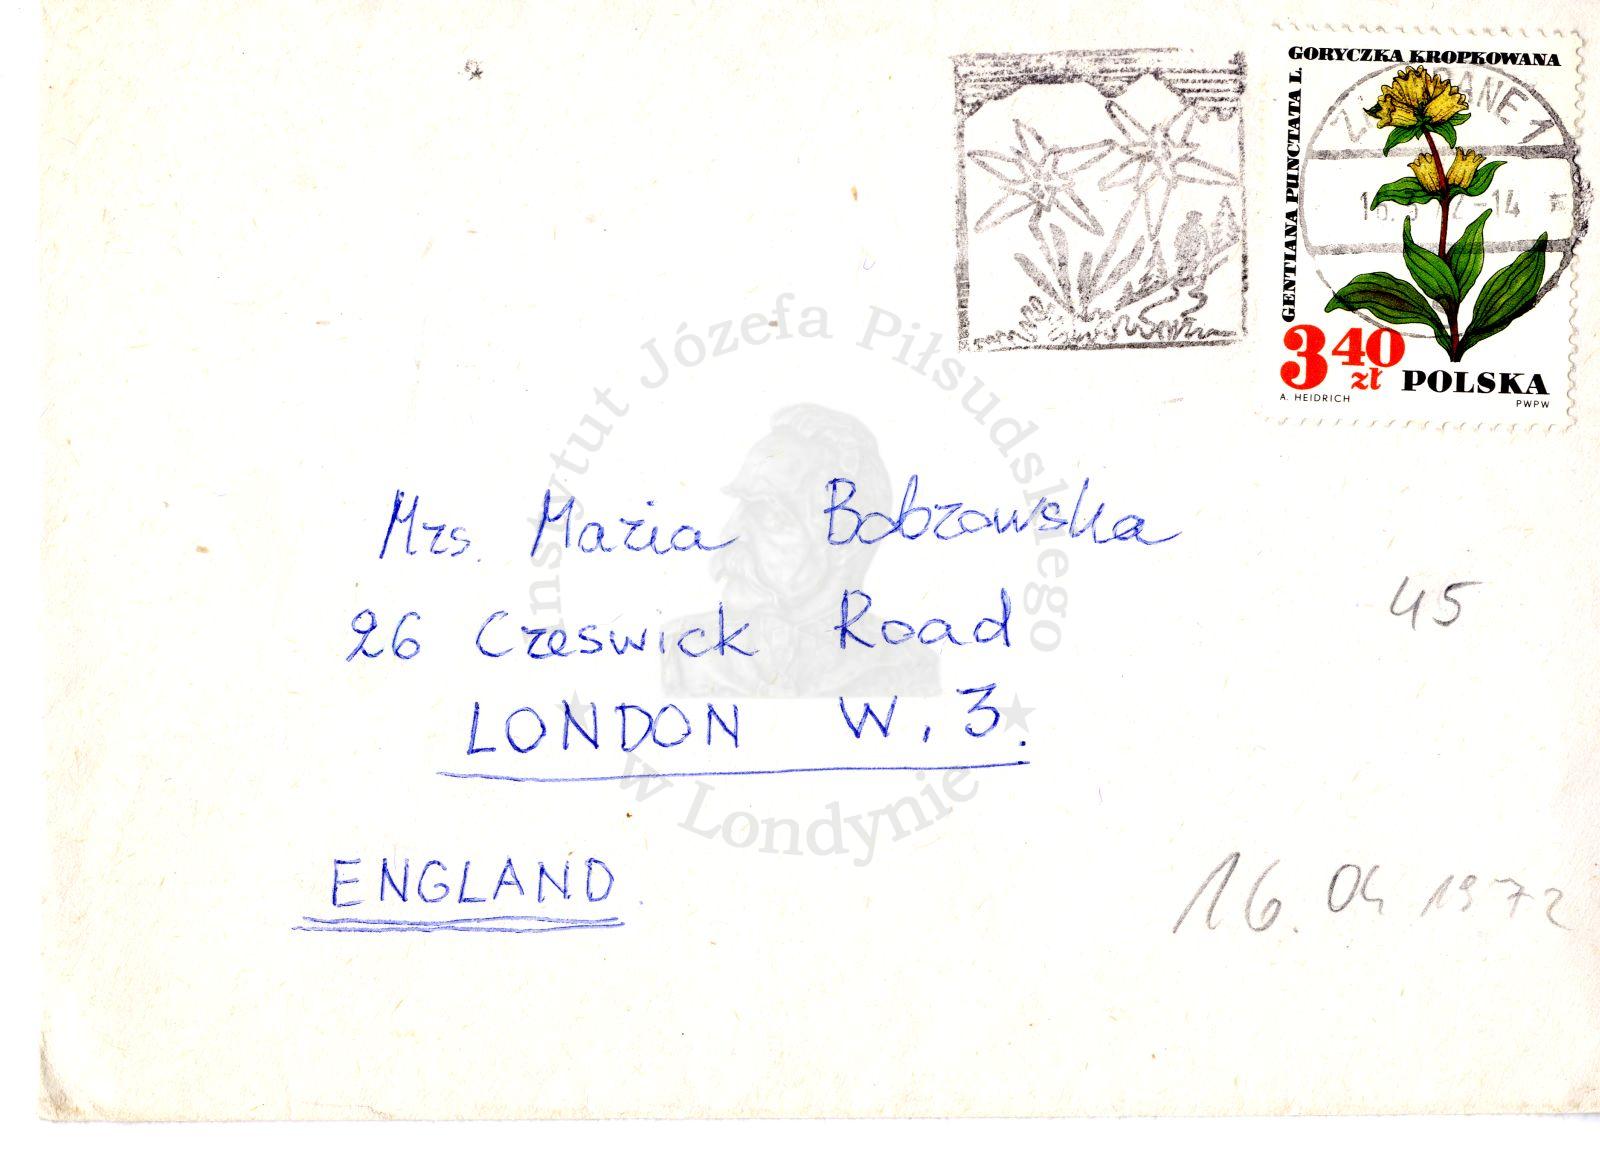 GORYCZKA KROPKOWANA
GENTIANA PUNCTATA L.
3 40 zł POLSKA
A. HEIDRICH
PWPW
Instytut Józefa Piłsudskiego
w Londynie
Mrs. Maria Bobrowska
26 Creswick Road
LONDON W. 3.
ENGLAND.
45
16. 04 1972